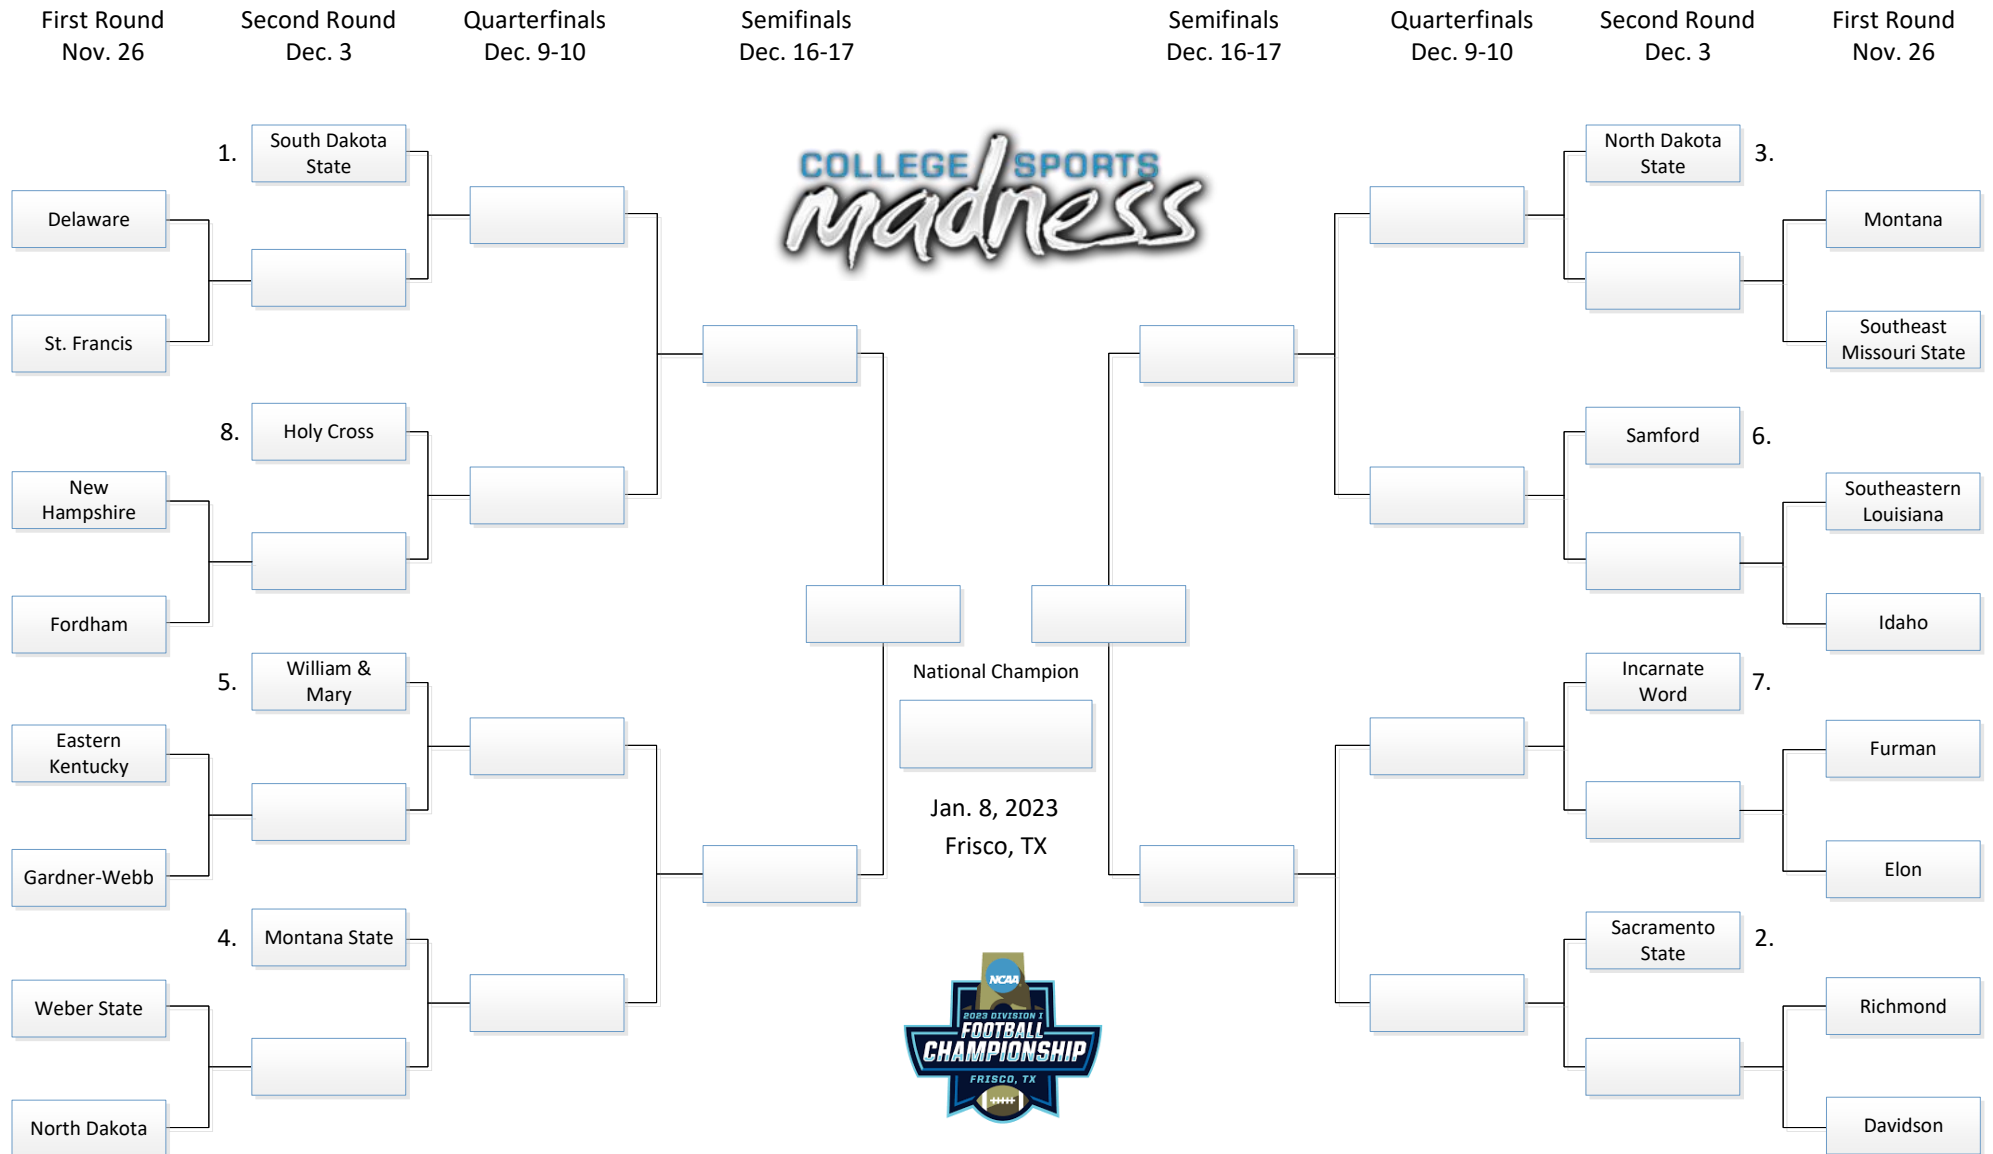 First Round
Nov. 26
Second Round
Dec. 3
Quarterfinals
Dec. 9-10
Semifinals
Dec. 16-17
Semifinals
Dec. 16-17
Quarterfinals
Dec. 9-10
Second Round
Dec. 3
First Round
Nov. 26
1.
South Dakota
State
Delaware
St. Francis
8.
Holy Cross
New
Hampshire
Fordham
5.
William &
Mary
Eastern
Kentucky
Gardner-Webb
4.
Montana State
Weber State
North Dakota
COLLEGE SPORTS
madness
National Champion
Jan. 8, 2023
Frisco, TX
NCAA
2023 DIVISION I
FOOTBALL
CHAMPIONSHIP
FRISCO, TX
North Dakota
State
3.
Montana
Southeast
Missouri State
Samford
6.
Southeastern
Louisiana
Idaho
Incarnate
Word
7.
Furman
Elon
Sacramento
State
2.
Richmond
Davidson